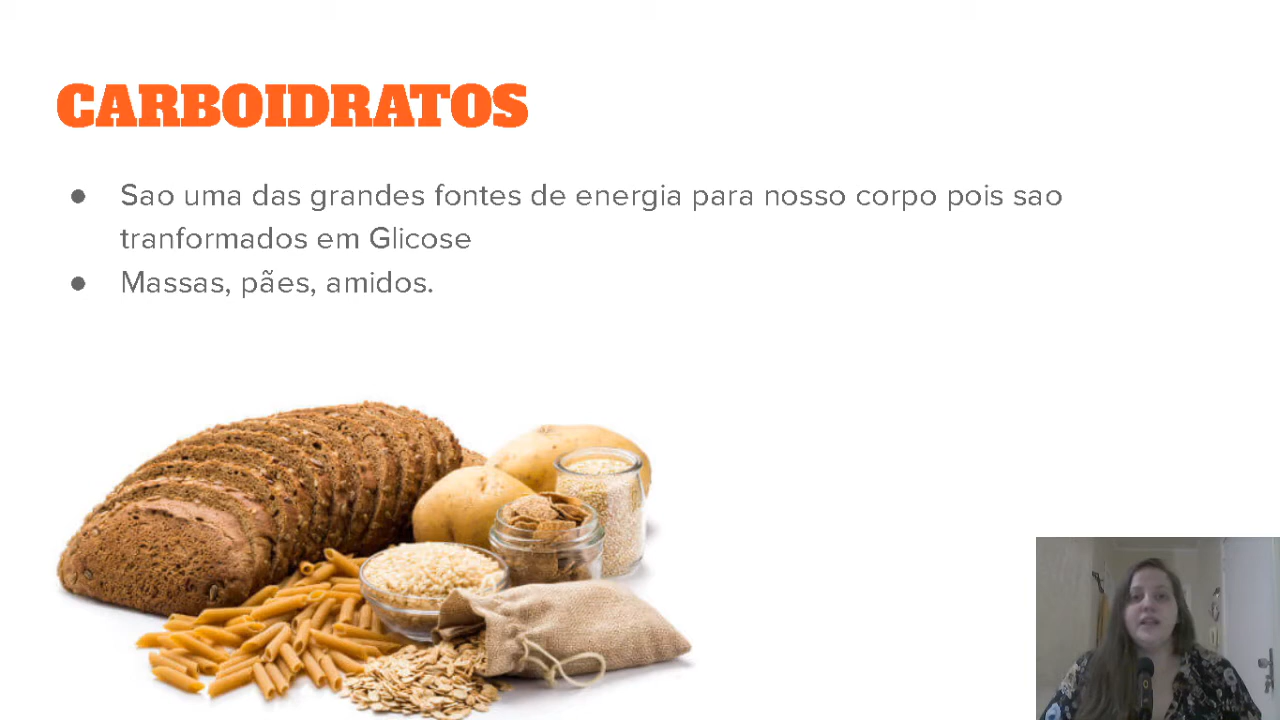 CARBOIDRATOS
● Sao uma das grandes fontes de energia para nosso corpo pois sao
tranformados em Glicose
● Massas, pães, amidos.